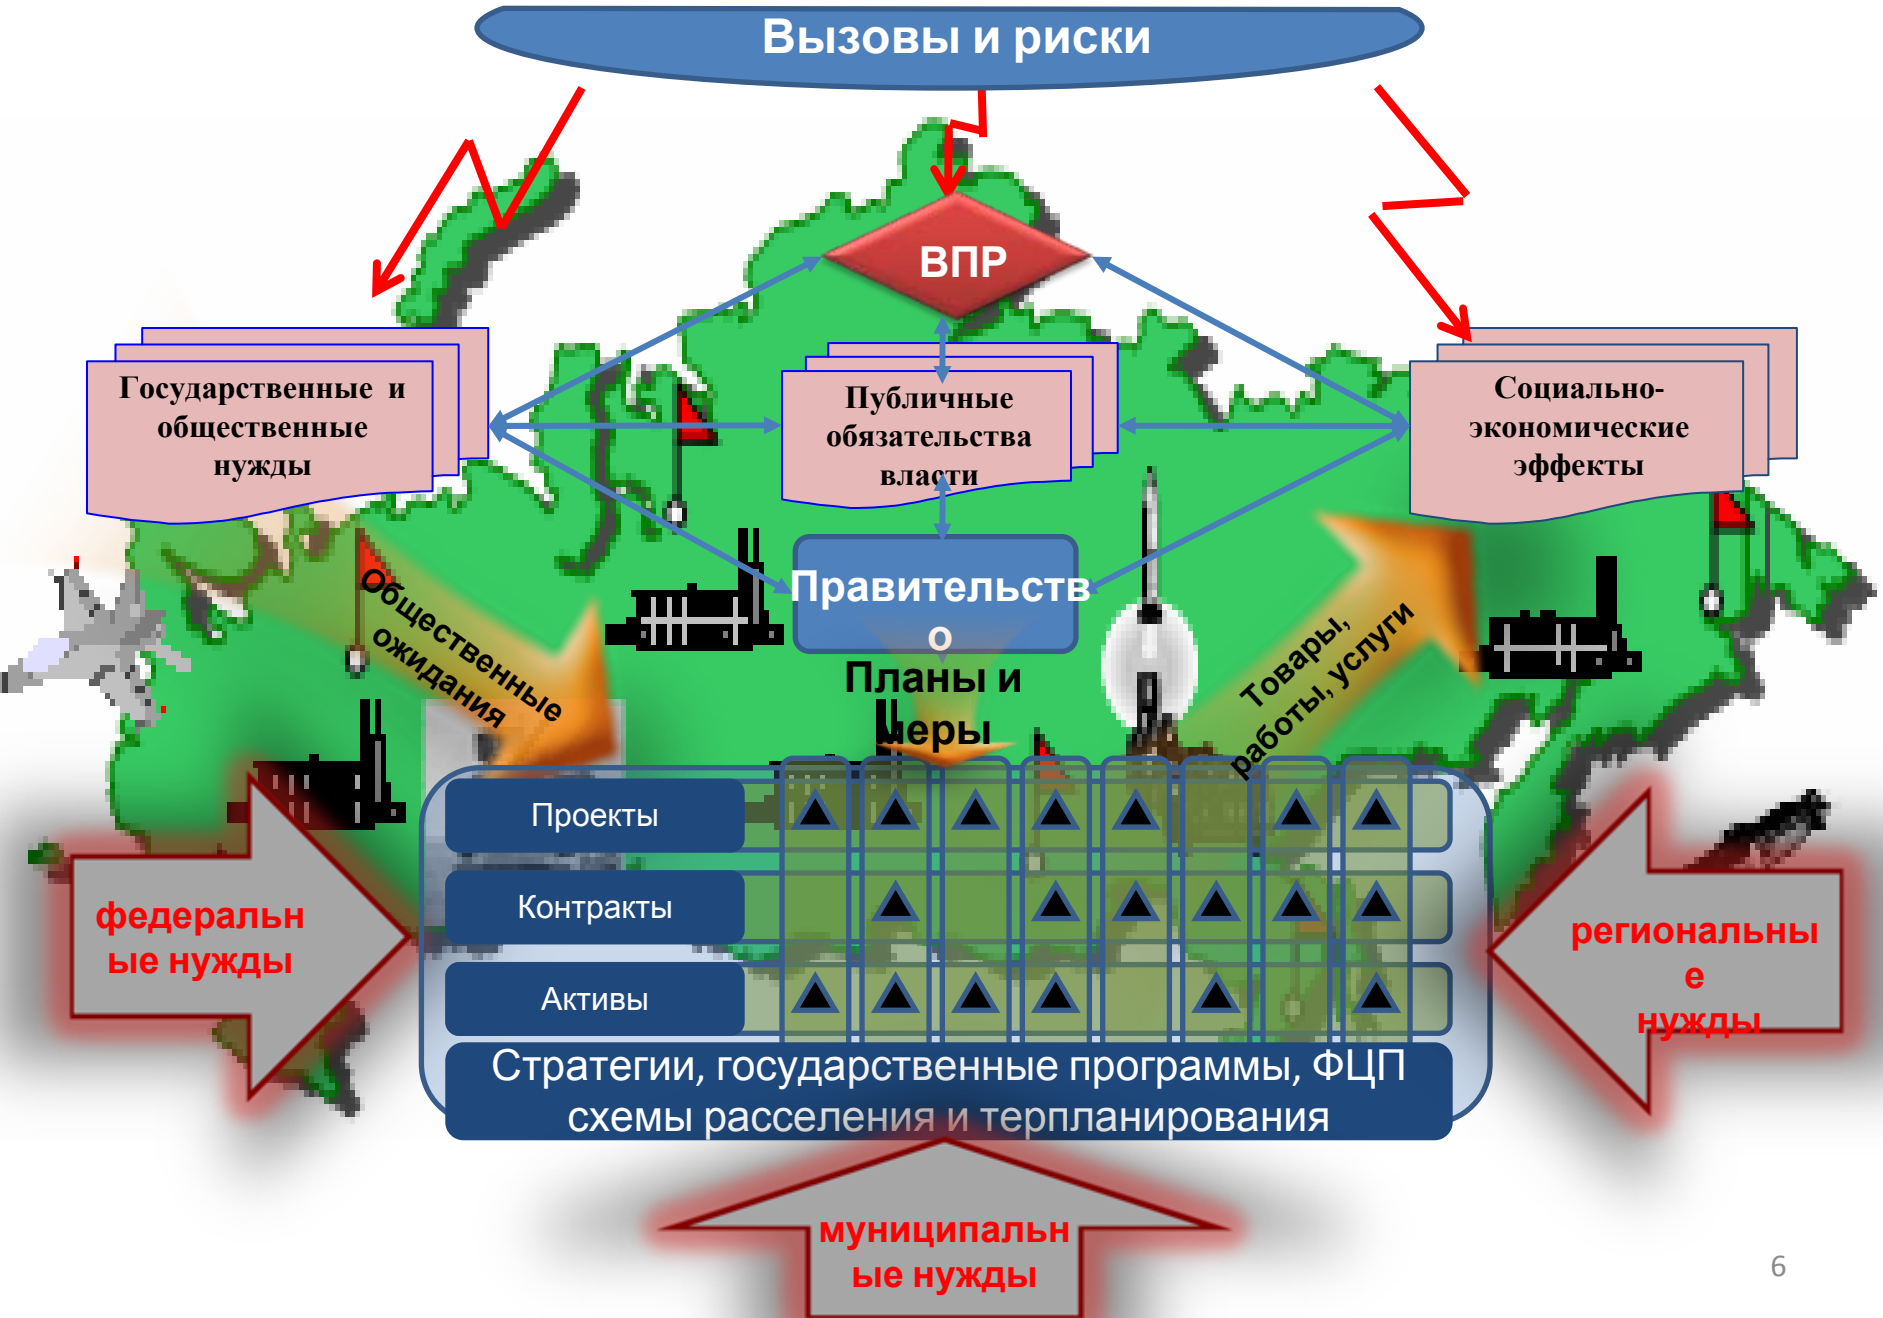 Вызовы и риски
ВПР
Государственные и
общественные
нужды
Публичные
обязательства
власти
Социально-
экономические
эффекты
Правительств
о
Общественные
ожидания
Планы и
меры
Товары,
работы, услуги
Проекты
Контракты
Активы
Стратегии, государственные программы, ФЦП
схемы расселения и терпланирования
федеральн
ые нужды
региональны
е
нужды
муниципальн
ые нужды
6